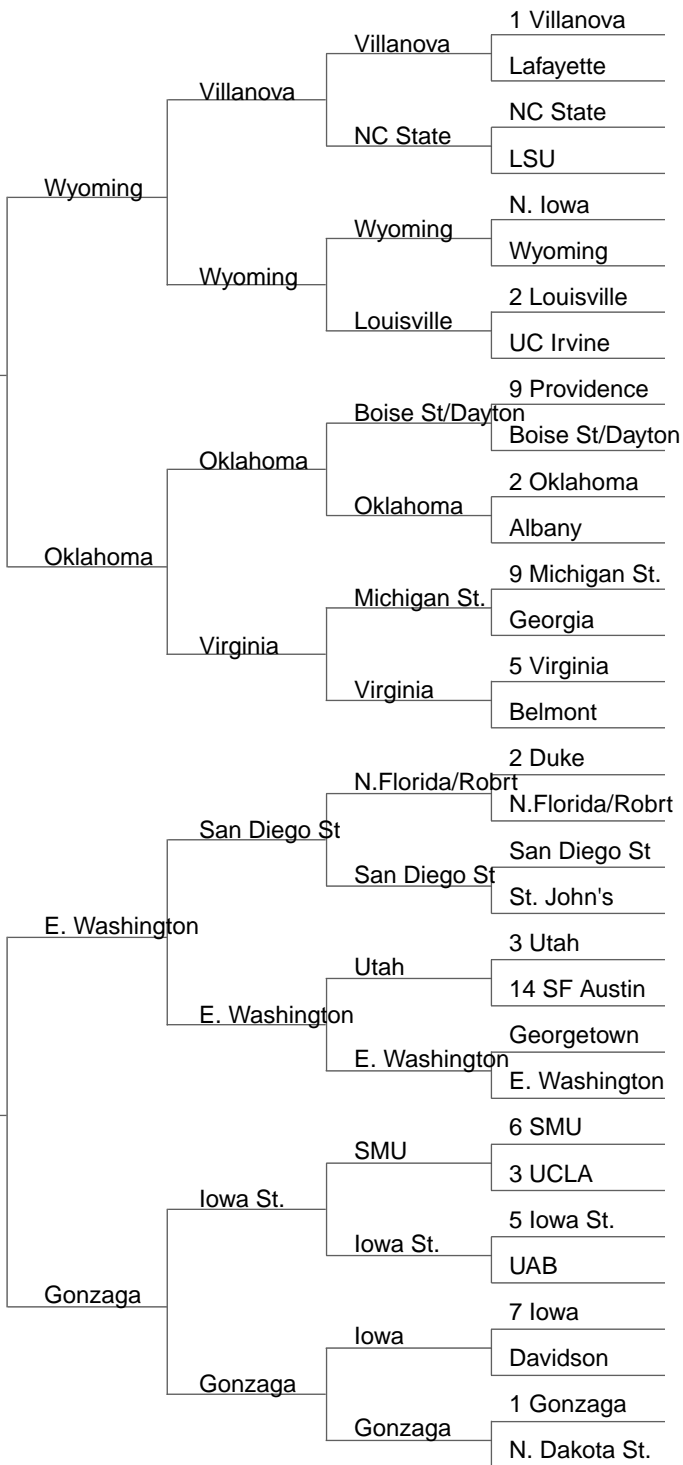 1 Villanova
Villanova
Lafayette
Villanova
NC State
NC State
LSU
Wyoming
N. Iowa
Wyoming
Wyoming
Wyoming
2 Louisville
Louisville
UC Irvine
9 Providence
Boise St/Dayton
Boise St/Dayton
Oklahoma
2 Oklahoma
Oklahoma
Albany
Oklahoma
9 Michigan St.
Michigan St.
Georgia
Virginia
5 Virginia
Virginia
Belmont
2 Duke
N.Florida/Robrt
N.Florida/Robrt
San Diego St
San Diego St
San Diego St
St. John's
E. Washington
3 Utah
Utah
14 SF Austin
E. Washington
Georgetown
E. Washington
E. Washington
6 SMU
SMU
3 UCLA
Iowa St.
5 Iowa St.
Iowa St.
UAB
Gonzaga
7 Iowa
Iowa
Davidson
Gonzaga
1 Gonzaga
Gonzaga
N. Dakota St.